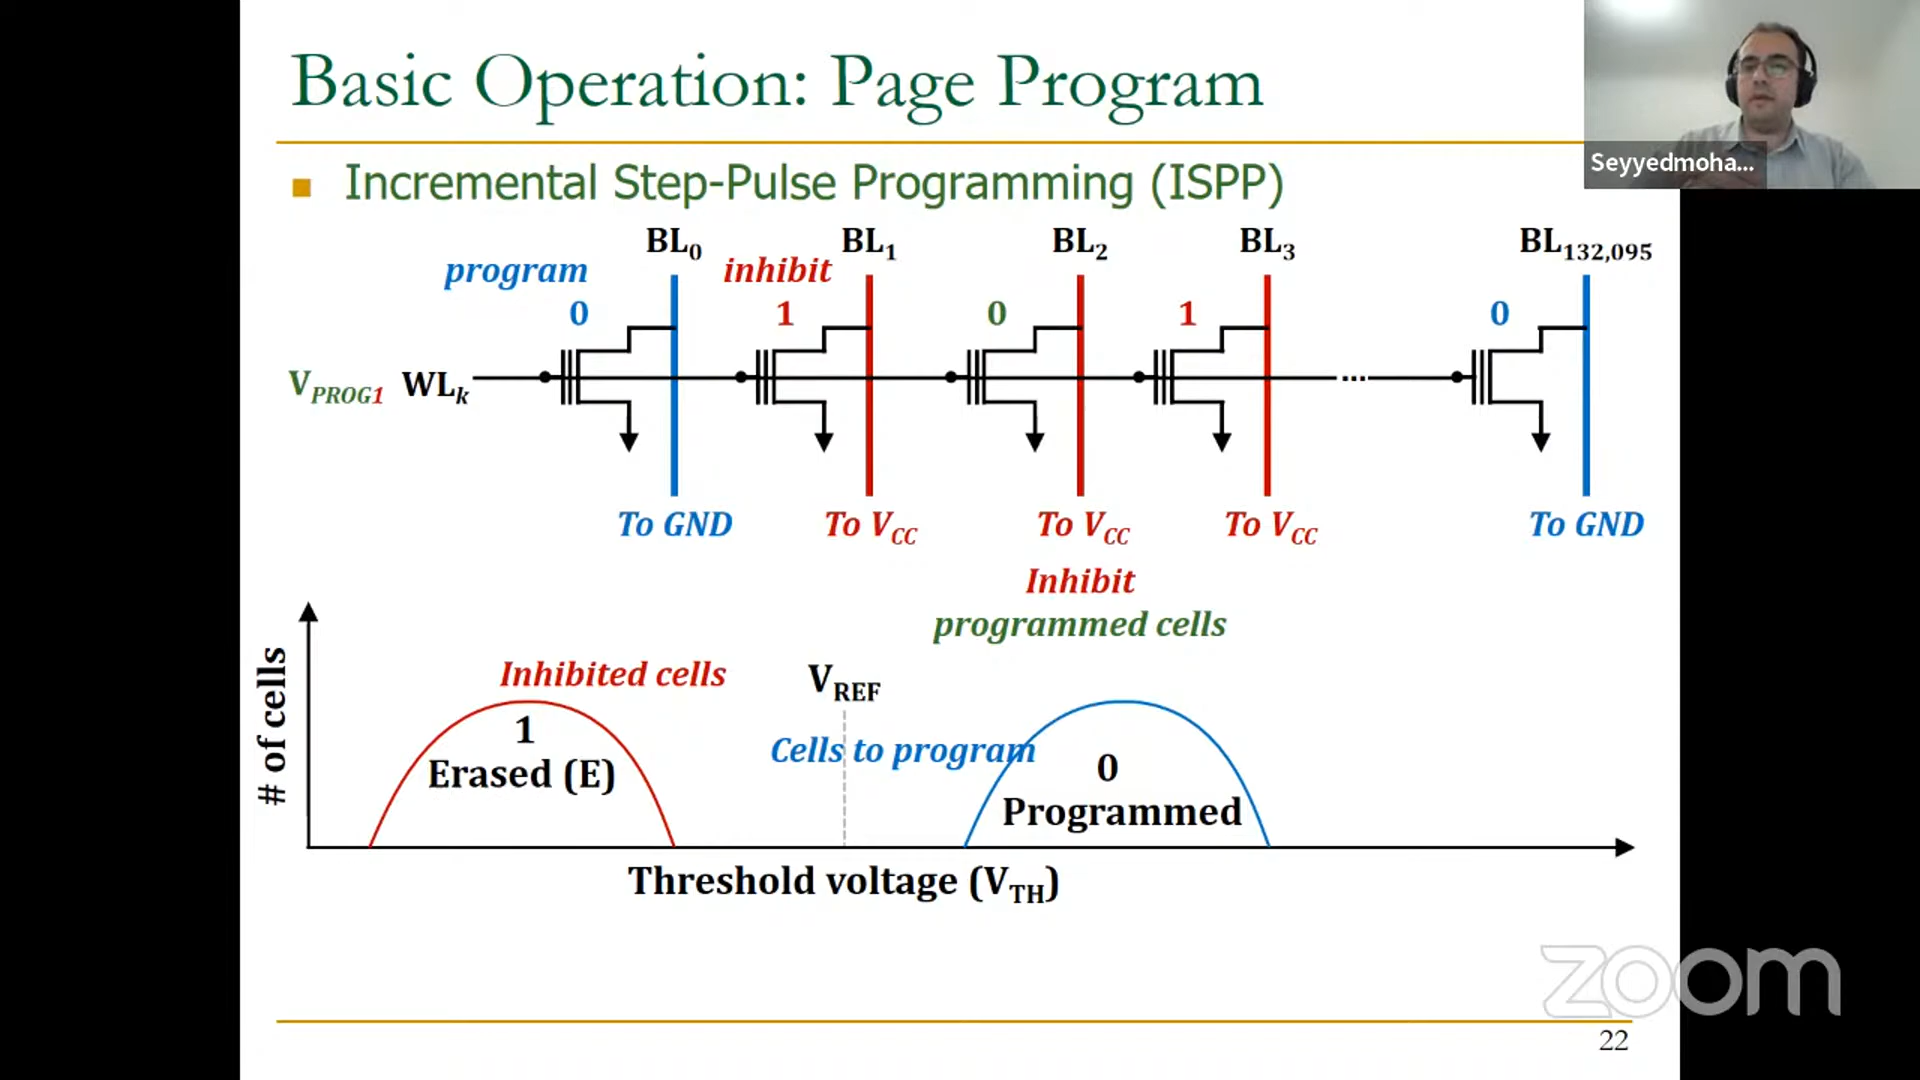 Basic Operation: Page Program
Seyyedmoha...
Incremental Step-Pulse Programming (ISPP)
BL0 BL1 BL2 BL3 BL132,095
program inhibit
0 1 0 1 0
VPROG1 WLk ...
To GND To VCC To VCC To VCC To GND
Inhibit
programmed cells
# of cells
Inhibited cells
VREF
1
Erased (E)
Cells to program
0
Programmed
Threshold voltage (VTH)
zoom
22